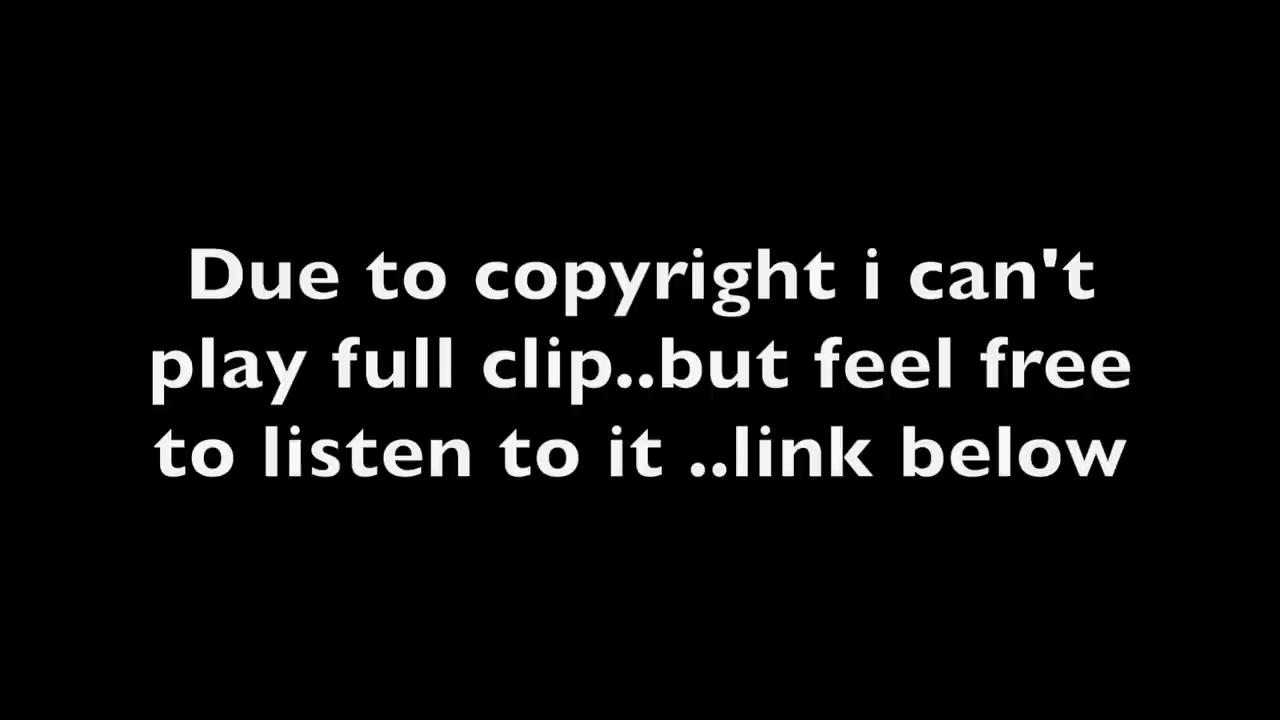 Due to copyright i can't
play full clip..but feel free
to listen to it ..link below